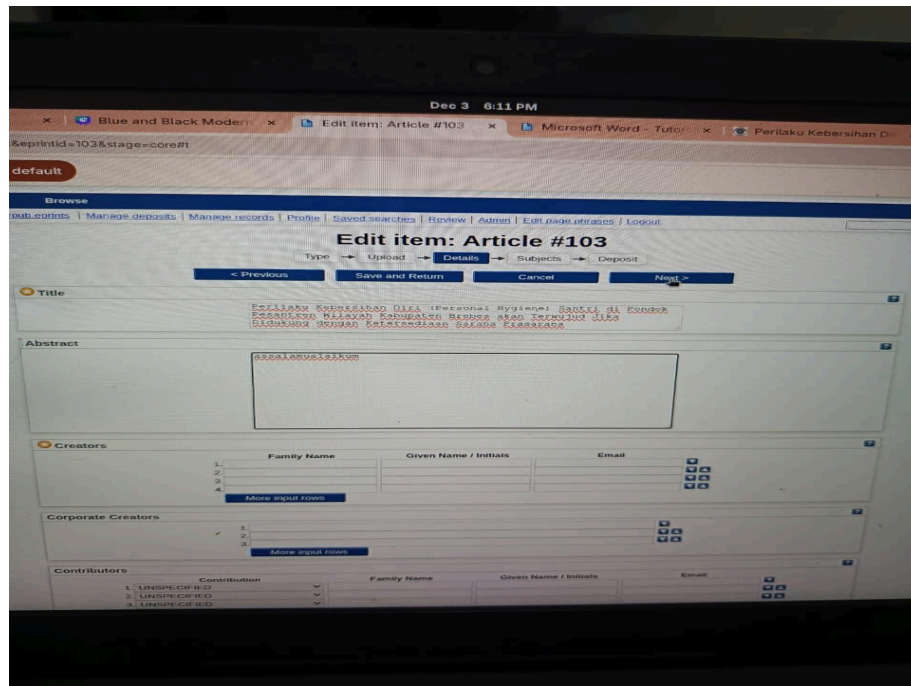 Dec 3 6:11 PM
Blue and Black Modern
Edit item: Article #103
Microsoft Word - Tutor
Perilaku Kebersihan D
&eprintid=103&stage=core#t
default
Browse
pub.eprints | Manage deposits | Manage records | Profile | Saved searches | Review | Admin | Edit page phrases | Logout
Edit item: Article #103
Type → Upload → Details → Subjects → Deposit
< Previous Save and Return Cancel Next >
Title
Perilaku Kebersihan Diri (Personal Hygiene) Santri di Pondok
Pesantren Wilayah Kabupaten Brebes akan Terwujud Jika
Didukung dengan Ketersediaan Sarana Prasarana
Abstract
assalamualaikum
Creators
Family Name Given Name / Initials Email
1.
2.
3.
4.
More input rows
Corporate Creators
1.
2.
3.
More input rows
Contributors
Contribution Family Name Given Name / Initials Email
1. UNSPECIFIED
2. UNSPECIFIED
3. UNSPECIFIED